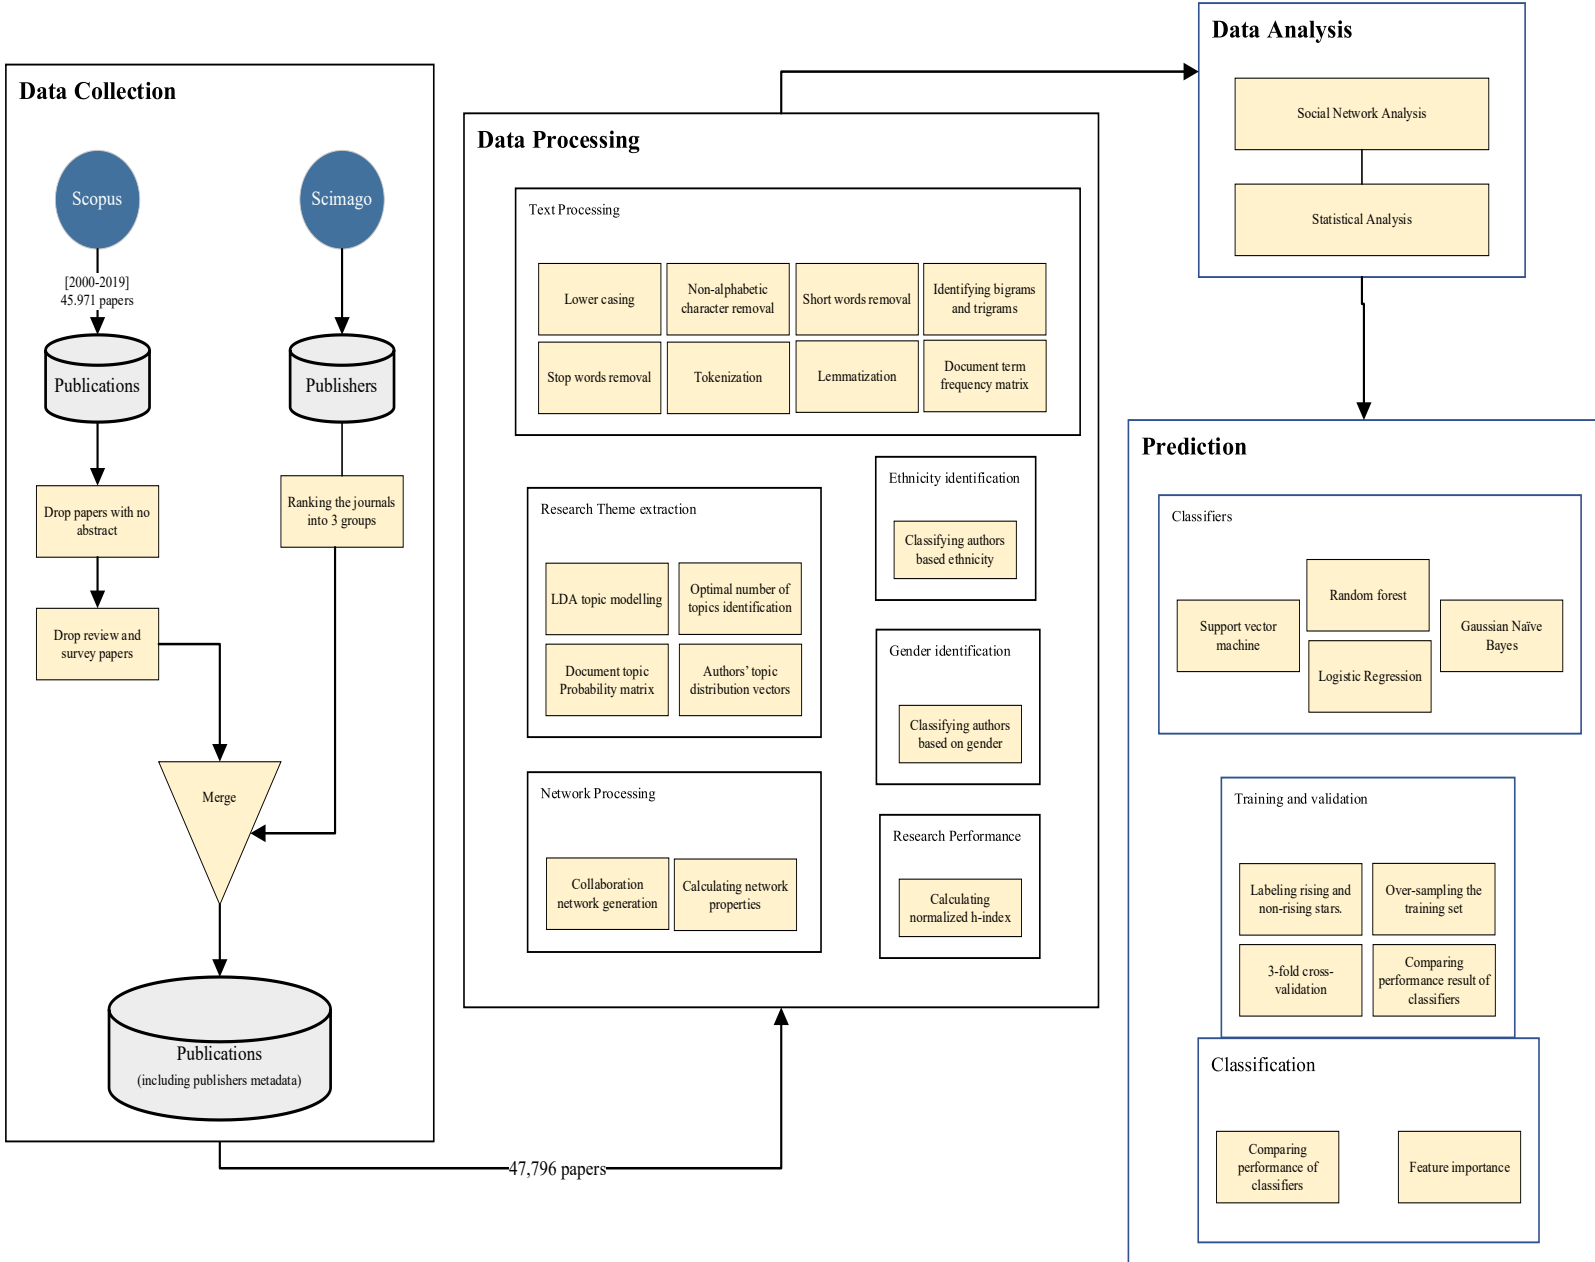 Data Collection
Scopus
Scimago
[2000-2019]
45.971 papers
Publications
Publishers
Drop papers with no
abstract
Ranking the journals
into 3 groups
Drop review and
survey papers
Merge
Publications
(including publishers metadata)
47,796 papers
Data Processing
Text Processing
Lower casing
Non-alphabetic
character removal
Short words removal
Identifying bigrams
and trigrams
Stop words removal
Tokenization
Lemmatization
Document term
frequency matrix
Research Theme extraction
LDA topic modelling
Optimal number of
topics identification
Document topic
Probability matrix
Authors’ topic
distribution vectors
Network Processing
Collaboration
network generation
Calculating network
properties
Ethnicity identification
Classifying authors
based ethnicity
Gender identification
Classifying authors
based on gender
Research Performance
Calculating
normalized h-index
Data Analysis
Social Network Analysis
Statistical Analysis
Prediction
Classifiers
Support vector
machine
Random forest
Logistic Regression
Gaussian Naïve
Bayes
Training and validation
Labeling rising and
non-rising stars.
Over-sampling the
training set
3-fold cross-
validation
Comparing
performance result of
classifiers
Classification
Comparing
performance of
classifiers
Feature importance